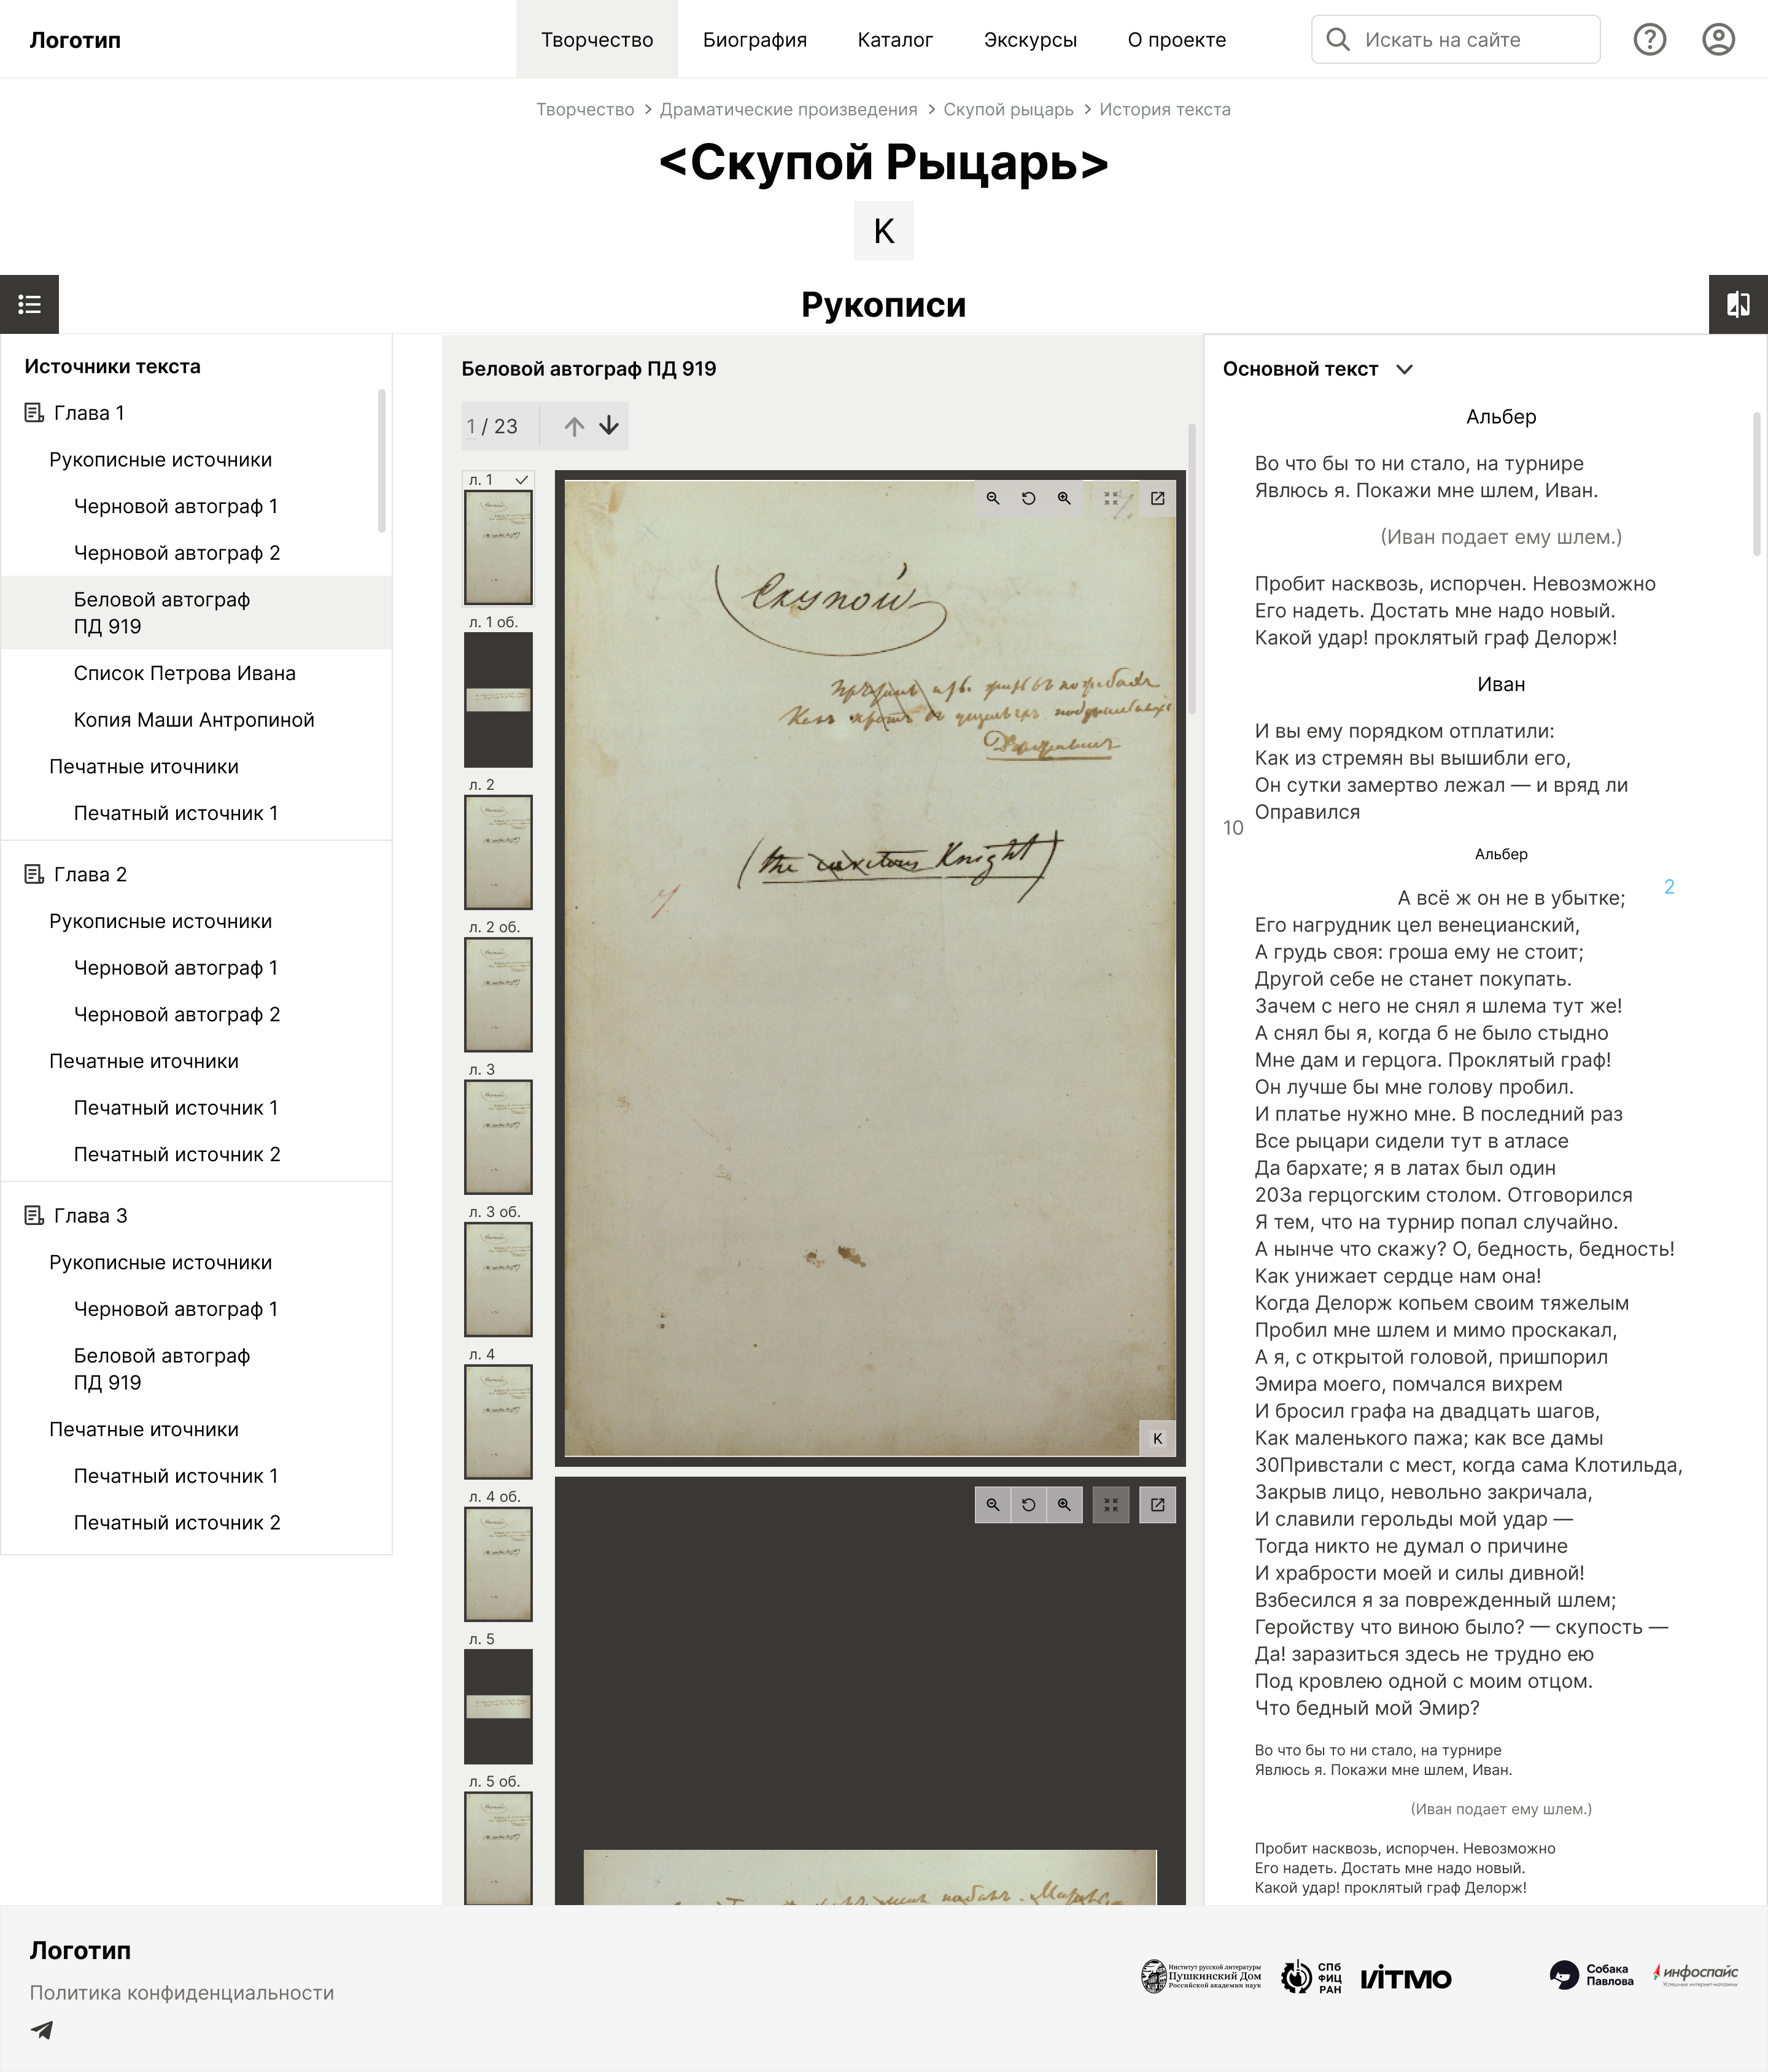 Логотип
Творчество
Биография
Каталог
Экскурсы
О проекте
Искать на сайте
Творчество > Драматические произведения > Скупой рыцарь > История текста
<Скупой Рыцарь>
К
Рукописи
Источники текста
Глава 1
Рукописные источники
Черновой автограф 1
Черновой автограф 2
Беловой автограф
ПД 919
Список Петрова Ивана
Копия Маши Антропиной
Печатные иточники
Печатный источник 1
Глава 2
Рукописные источники
Черновой автограф 1
Черновой автограф 2
Печатные иточники
Печатный источник 1
Печатный источник 2
Глава 3
Рукописные источники
Черновой автограф 1
Беловой автограф
ПД 919
Печатные иточники
Печатный источник 1
Печатный источник 2
Беловой автограф ПД 919
1 / 23
л. 1
л. 1 об.
л. 2
л. 2 об.
л. 3
л. 3 об.
л. 4
л. 4 об.
л. 5
л. 5 об.
Скупой
(the Knight)
К
Основной текст
Альбер
Во что бы то ни стало, на турнире
Явлюсь я. Покажи мне шлем, Иван.
(Иван подает ему шлем.)
Пробит насквозь, испорчен. Невозможно
Его надеть. Достать мне надо новый.
Какой удар! проклятый граф Делорж!
Иван
И вы ему порядком отплатили:
Как из стремян вы вышибли его,
Он сутки замертво лежал — и вряд ли
Оправился
10
Альбер
А всё ж он не в убытке;
2
Его нагрудник цел венецианский,
А грудь своя: гроша ему не стоит;
Другой себе не станет покупать.
Зачем с него не снял я шлема тут же!
А снял бы я, когда б не было стыдно
Мне дам и герцога. Проклятый граф!
Он лучше бы мне голову пробил.
И платье нужно мне. В последний раз
Все рыцари сидели тут в атласе
Да бархате; я в латах был один
20За герцогским столом. Отговорился
Я тем, что на турнир попал случайно.
А нынче что скажу? О, бедность, бедность!
Как унижает сердце нам она!
Когда Делорж копьем своим тяжелым
Пробил мне шлем и мимо проскакал,
А я, с открытой головой, пришпорил
Эмира моего, помчался вихрем
И бросил графа на двадцать шагов,
Как маленького пажа; как все дамы
30Привстали с мест, когда сама Клотильда,
Закрыв лицо, невольно закричала,
И славили герольды мой удар —
Тогда никто не думал о причине
И храбрости моей и силы дивной!
Взбесился я за поврежденный шлем;
Геройству что виною было? — скупость —
Да! заразиться здесь не трудно ею
Под кровлею одной с моим отцом.
Что бедный мой Эмир?
Во что бы то ни стало, на турнире
Явлюсь я. Покажи мне шлем, Иван.
(Иван подает ему шлем.)
Пробит насквозь, испорчен. Невозможно
Его надеть. Достать мне надо новый.
Какой удар! проклятый граф Делорж!
Логотип
Политика конфиденциальности
Институт русской литературы
Пушкинский Дом
Российской академии наук
СПб
ФИЦ
РАН
ИТМО
Собака
Павлова
инфоспайс